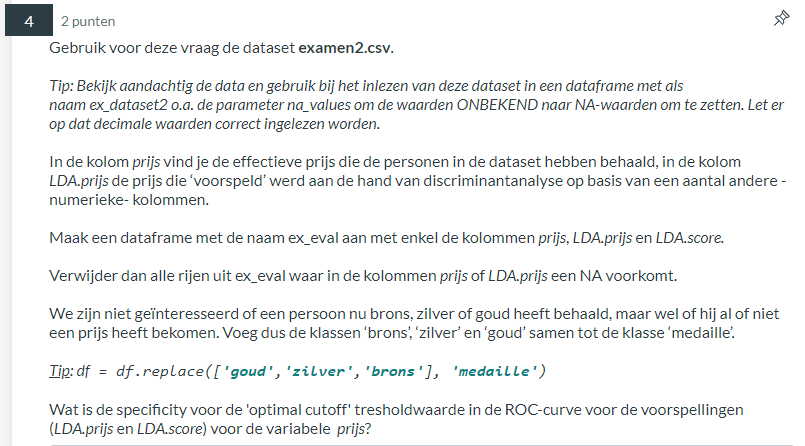 4 2 punten
Gebruik voor deze vraag de dataset examen2.csv.
Tip: Bekijk aandachtig de data en gebruik bij het inlezen van deze dataset in een dataframe met als
naam ex_dataset2 o.a. de parameter na_values om de waarden ONBEKEND naar NA-waarden om te zetten. Let er
op dat decimale waarden correct ingelezen worden.
In de kolom prijs vind je de effectieve prijs die de personen in de dataset hebben behaald, in de kolom
LDA.prijs de prijs die ‘voorspeld’ werd aan de hand van discriminantanalyse op basis van een aantal andere -
numerieke- kolommen.
Maak een dataframe met de naam ex_eval aan met enkel de kolommen prijs, LDA.prijs en LDA.score.
Verwijder dan alle rijen uit ex_eval waar in de kolommen prijs of LDA.prijs een NA voorkomt.
We zijn niet geïnteresseerd of een persoon nu brons, zilver of goud heeft behaald, maar wel of hij al of niet
een prijs heeft bekomen. Voeg dus de klassen ‘brons’, ‘zilver’ en ‘goud’ samen tot de klasse ‘medaille’.
Tip: df = df.replace(['goud','zilver','brons'], 'medaille')
Wat is de specificity voor de 'optimal cutoff' tresholdwaarde in de ROC-curve voor de voorspellingen
(LDA.prijs en LDA.score) voor de variabele prijs?